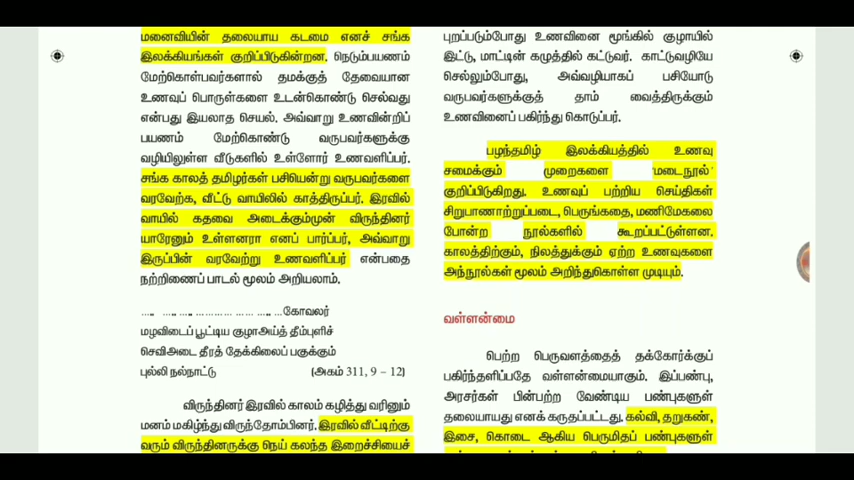 மனைவியின் தலையாய கடமை எனச் சங்க
இலக்கியங்கள் குறிப்பிடுகின்றன. நெடும்பயணம்
மேற்கொள்பவர்களால் தமக்குத் தேவையான
உணவுப் பொருள்களை உடன்கொண்டு செல்வது
என்பது இயலாத செயல். அவ்வாறு உணவின்றிப்
பயணம் மேற்கொண்டு வருபவர்களுக்கு
வழியிலுள்ள வீடுகளில் உள்ளோர் உணவளிப்பர்.
சங்க காலத் தமிழர்கள் பசியென்று வருபவர்களை
வரவேற்க, வீட்டு வாயிலில் காத்திருப்பர். இரவில்
வாயில் கதவை அடைக்கும்முன் விருந்தினர்
யாரேனும் உள்ளனரா எனப் பார்ப்பர், அவ்வாறு
இருப்பின் வரவேற்று உணவளிப்பர் என்பதை
நற்றிணைப் பாடல் மூலம் அறியலாம்.
..... ..... ... ................ ...... ..... ... கோவலர்
மழவிடைப் பூட்டிய குழாஅய்த் தீம்புளிச்
செவிஅடை தீரத் தேக்கிலைப் பகுக்கும்
புல்லி நல்நாட்டு (அகம் 311, 9 – 12)
விருந்தினர் இரவில் காலம் கழித்து வரினும்
மனம் மகிழ்ந்து விருந்தோம்பினர். இரவில் வீட்டிற்கு
வரும் விருந்தினருக்கு நெய் கலந்த இறைச்சியைச்
புறப்படும்போது உணவினை மூங்கில் குழாயில்
இட்டு, மாட்டின் கழுத்தில் கட்டுவர். காட்டுவழியே
செல்லும்போது, அவ்வழியாகப் பசியோடு
வருபவர்களுக்குத் தாம் வைத்திருக்கும்
உணவினைப் பகிர்ந்து கொடுப்பர்.
பழந்தமிழ் இலக்கியத்தில் உணவு
சமைக்கும் முறைகளை 'மடைநூல்'
குறிப்பிடுகிறது. உணவுப் பற்றிய செய்திகள்
சிறுபாணாற்றுப்படை, பெருங்கதை, மணிமேகலை
போன்ற நூல்களில் கூறப்பட்டுள்ளன.
காலத்திற்கும், நிலத்துக்கும் ஏற்ற உணவுகளை
அந்நூல்கள் மூலம் அறிந்துகொள்ள முடியும்.
வள்ளன்மை
பெற்ற பெருவளத்தைத் தக்கோர்க்குப்
பகிர்ந்தளிப்பதே வள்ளன்மையாகும். இப்பண்பு,
அரசர்கள் பின்பற்ற வேண்டிய பண்புகளுள்
தலையாயது எனக் கருதப்பட்டது. கல்வி, தறுகண்,
இசை, கொடை ஆகிய பெருமிதப் பண்புகளுள்